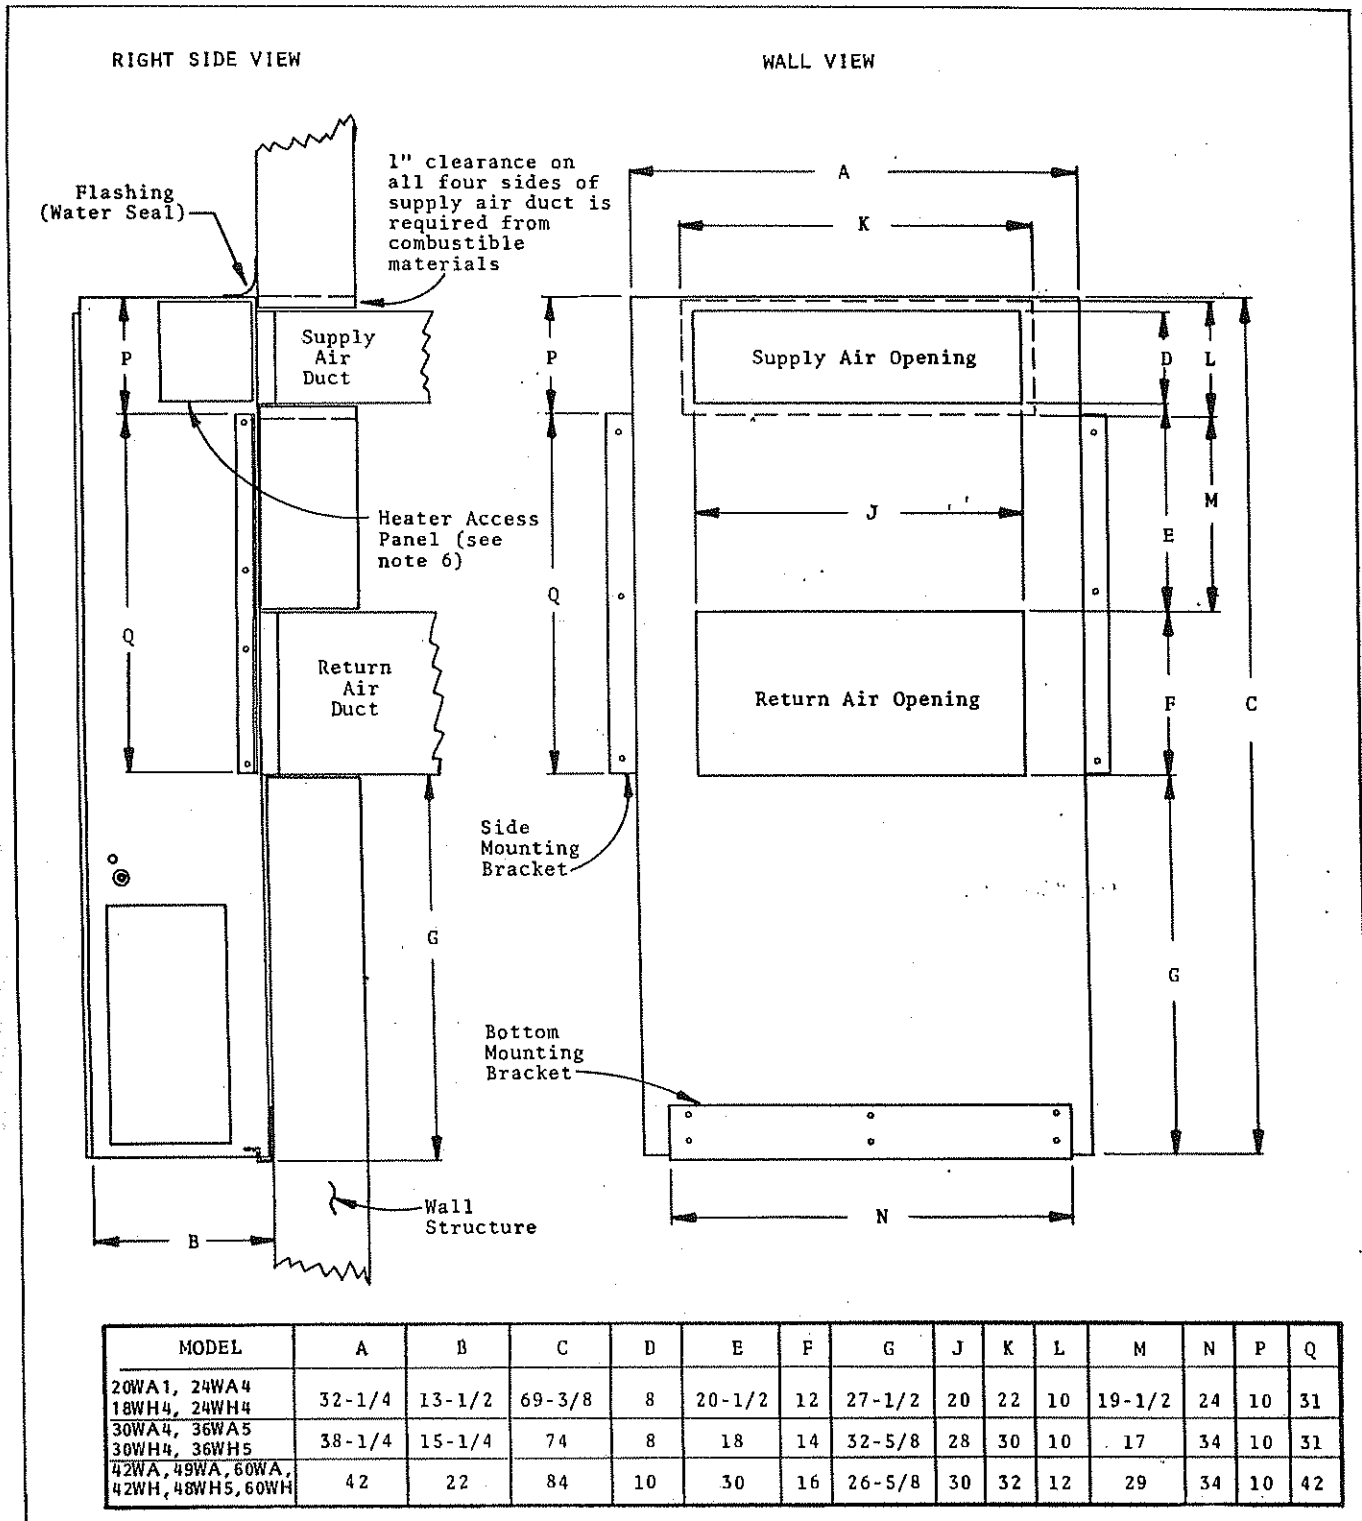 RIGHT SIDE VIEW
WALL VIEW
Flashing
(Water Seal)
1" clearance on
all four sides of
supply air duct is
required from
combustible
materials
A
K
P
Supply
Air
Duct
P
Supply Air Opening
D
L
Heater Access
Panel (see
note 6)
J
M
E
Q
Q
Return
Air
Duct
Return Air Opening
F
C
Side
Mounting
Bracket
G
G
Bottom
Mounting
Bracket
Wall
Structure
B
N
MODEL A B C D E F G J K L M N P Q
20WA1, 24WA4
18WH4, 24WH4
32-1/4 13-1/2 69-3/8 8 20-1/2 12 27-1/2 20 22 10 19-1/2 24 10 31
30WA4, 36WA5
30WH4, 36WH5
38-1/4 15-1/4 74 8 18 14 32-5/8 28 30 10 17 34 10 31
42WA, 49WA, 60WA,
42WH, 48WH5, 60WH
42 22 84 10 30 16 26-5/8 30 32 12 29 34 10 42